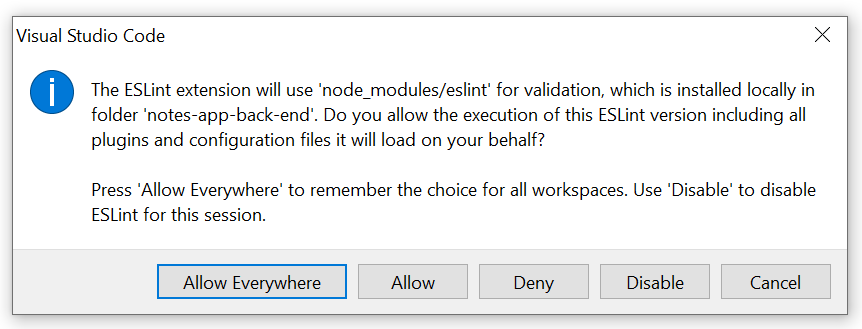 Visual Studio Code
The ESLint extension will use 'node_modules/eslint' for validation, which is installed locally in
folder 'notes-app-back-end'. Do you allow the execution of this ESLint version including all
plugins and configuration files it will load on your behalf?
Press 'Allow Everywhere' to remember the choice for all workspaces. Use 'Disable' to disable
ESLint for this session.
Allow Everywhere
Allow
Deny
Disable
Cancel